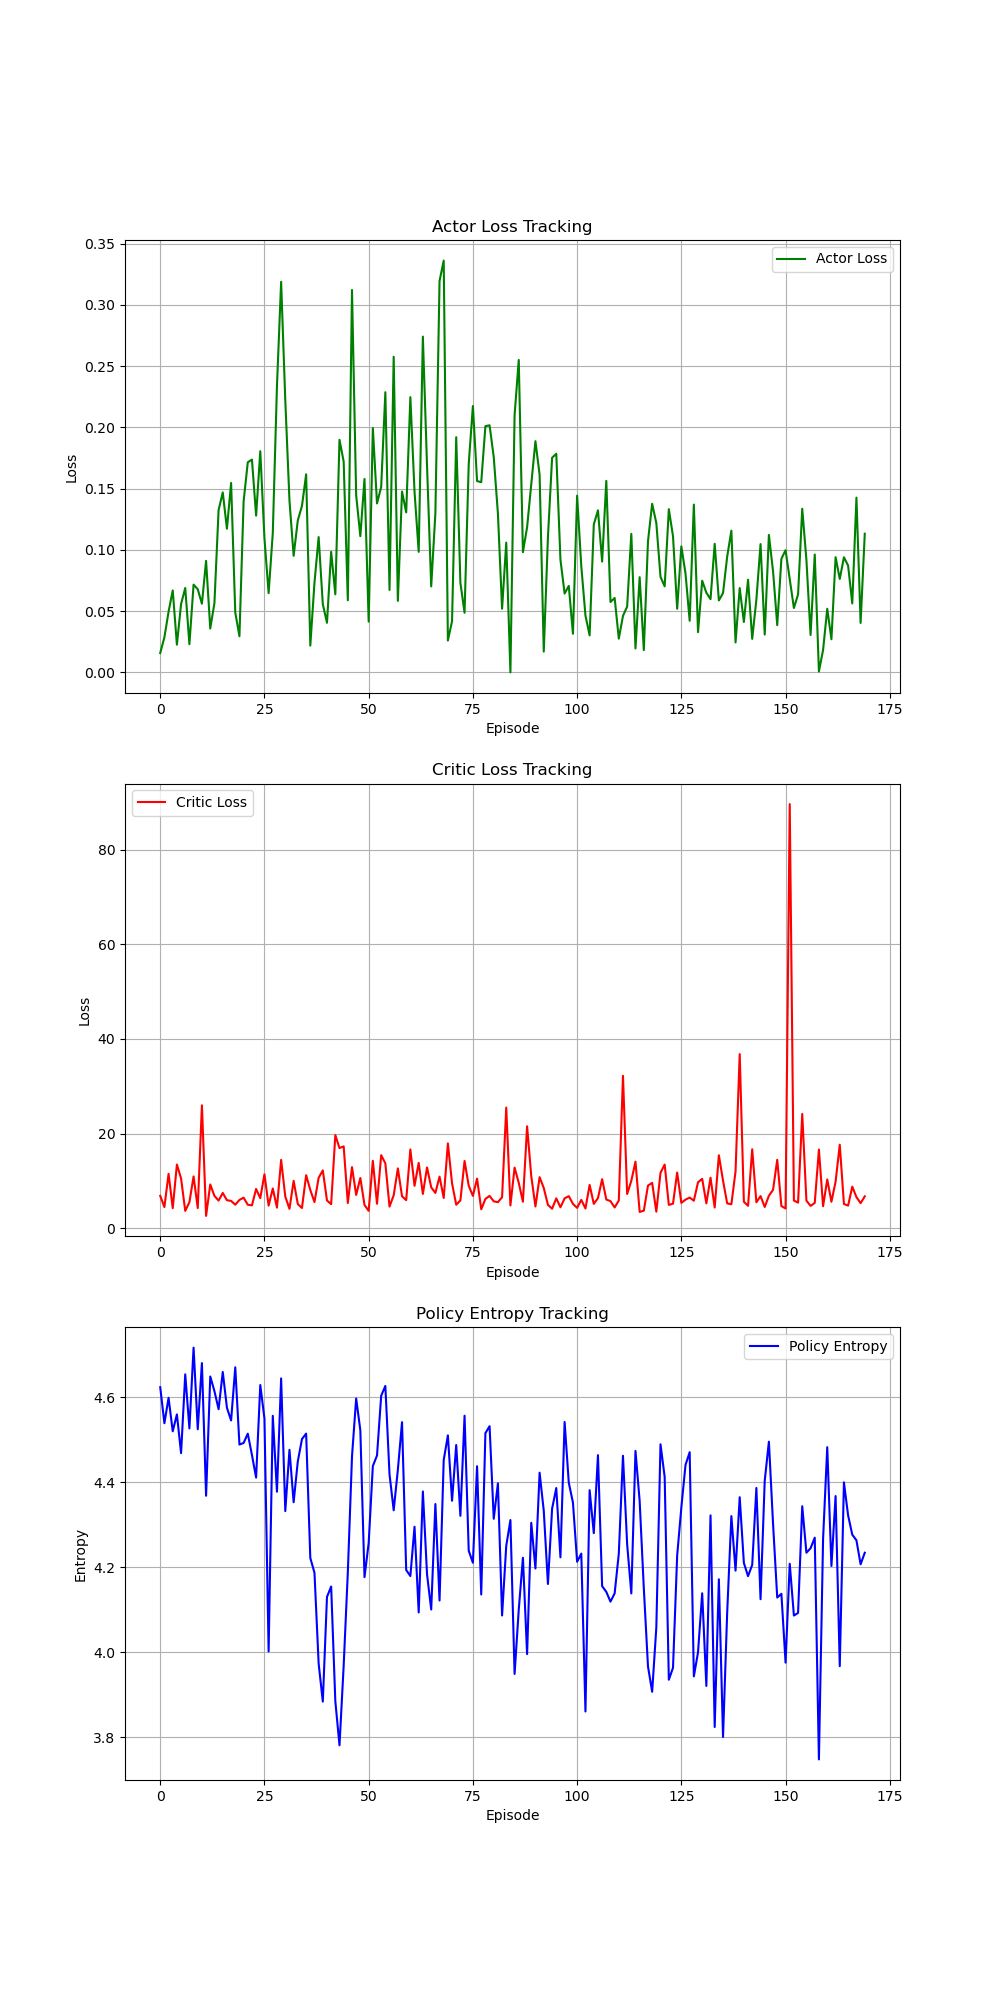 Actor Loss Tracking
0.35
0.30
0.25
0.20
0.15
0.10
0.05
0.00
Loss
Actor Loss
0 25 50 75 100 125 150 175
Episode
Critic Loss Tracking
80
60
40
20
0
Loss
Critic Loss
0 25 50 75 100 125 150 175
Episode
Policy Entropy Tracking
4.6
4.4
4.2
4.0
3.8
Entropy
Policy Entropy
0 25 50 75 100 125 150 175
Episode